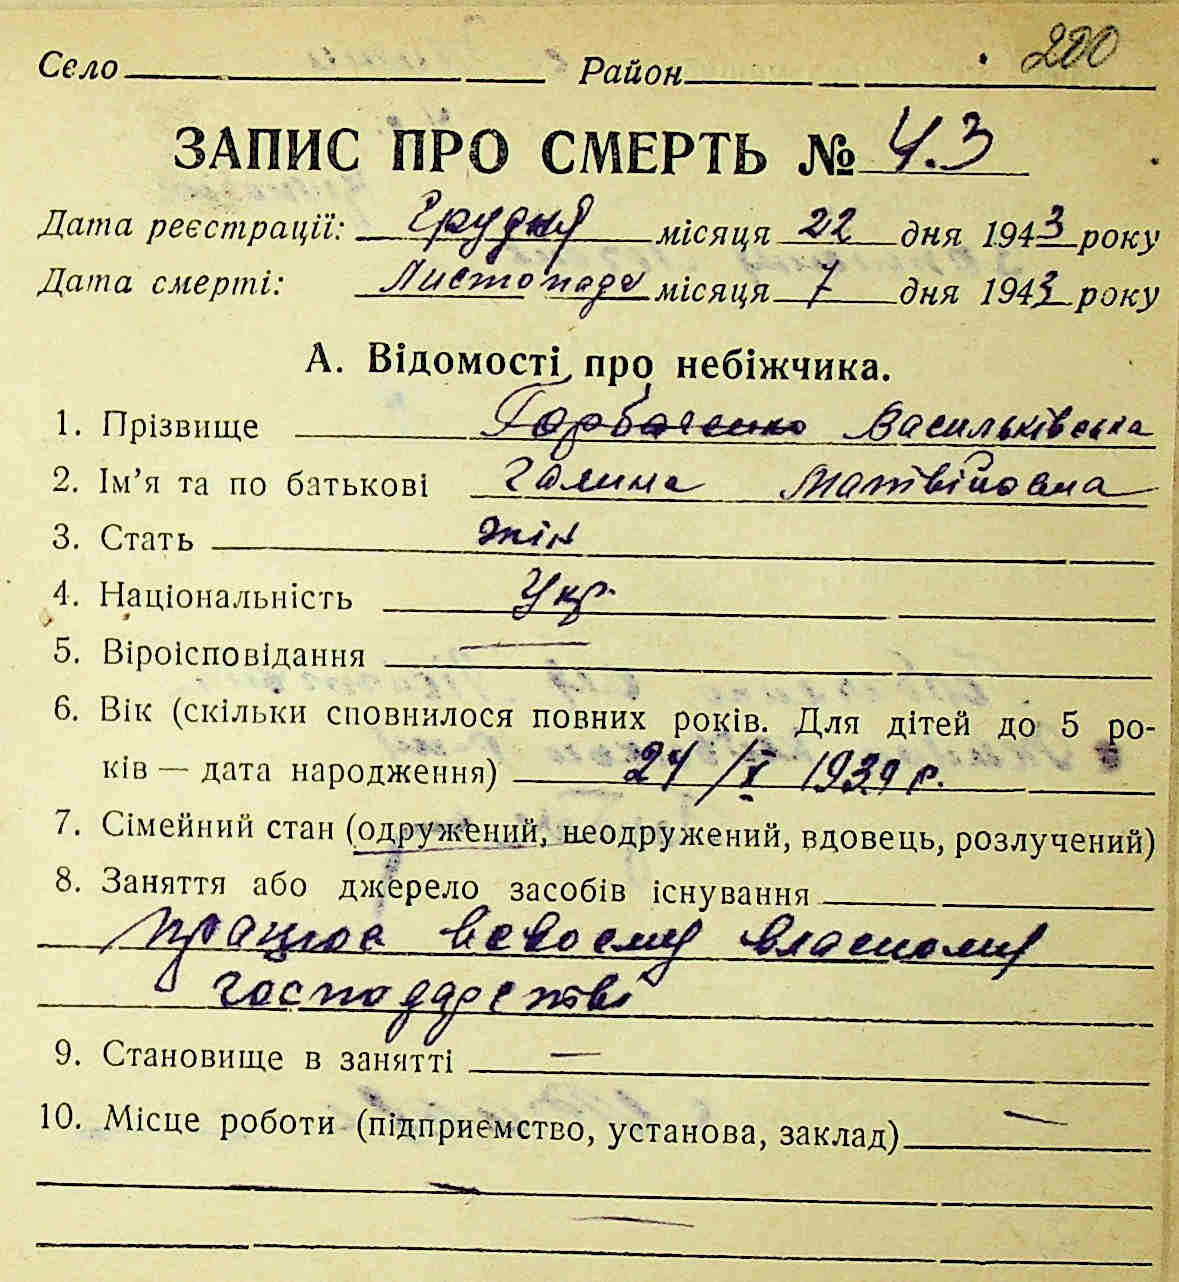 200
Село Район
ЗАПИС ПРО СМЕРТЬ № 43
Дата реєстрації: Грудня місяця 22 дня 1943 року
Дата смерті: Листопада місяця 7 дня 1943 року
А. Відомості про небіжчика.
1. Прізвище Васильківська
2. Ім’я та по батькові Галина Матвійовна
3. Стать жін
4. Національність Укр.
5. Віроісповідання —
6. Вік (скільки сповнилося повних років. Для дітей до 5 ро-
ків — дата народження) 24/X 1939 р.
7. Сімейний стан (одружений, неодружений, вдовець, розлучений)
8. Заняття або джерело засобів існування
працює всвоєму власному
господарстві
9. Становище в занятті —
10. Місце роботи (підприємство, установа, заклад) —